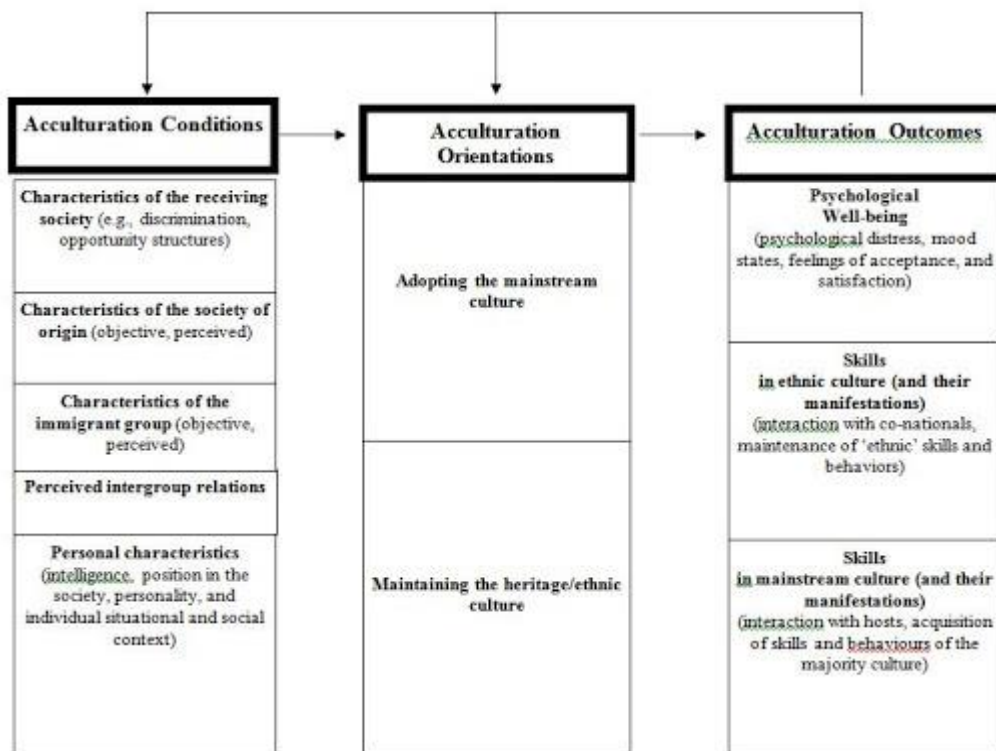 Acculturation Conditions
Characteristics of the receiving
society (e.g., discrimination,
opportunity structures)
Characteristics of the society of
origin (objective, perceived)
Characteristics of the
immigrant group (objective,
perceived)
Perceived intergroup relations
Personal characteristics
(intelligence, position in the
society, personality, and
individual situational and social
context)
Acculturation
Orientations
Adopting the mainstream
culture
Maintaining the heritage/ethnic
culture
Acculturation Outcomes
Psychological
Well-being
(psychological distress, mood
states, feelings of acceptance, and
satisfaction)
Skills
in ethnic culture (and their
manifestations)
(interaction with co-nationals,
maintenance of ‘ethnic’ skills and
behaviors)
Skills
in mainstream culture (and their
manifestations)
(interaction with hosts, acquisition
of skills and behaviours of the
majority culture)